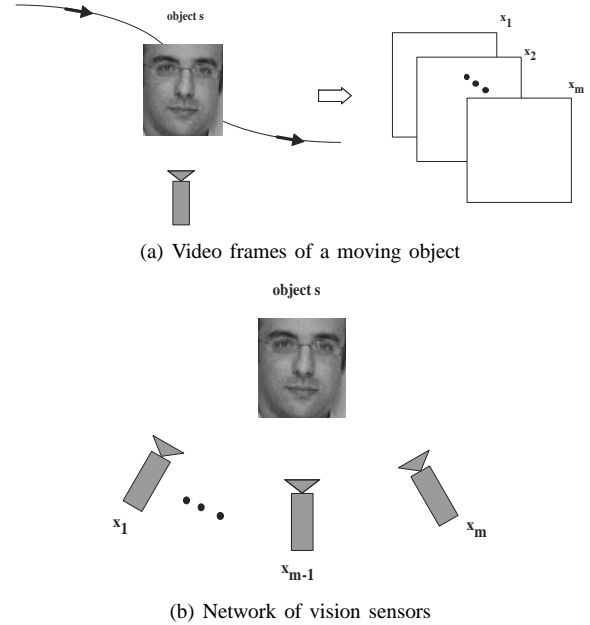 object s
x1
x2
xm
(a) Video frames of a moving object
object s
x1
xm-1
xm
(b) Network of vision sensors